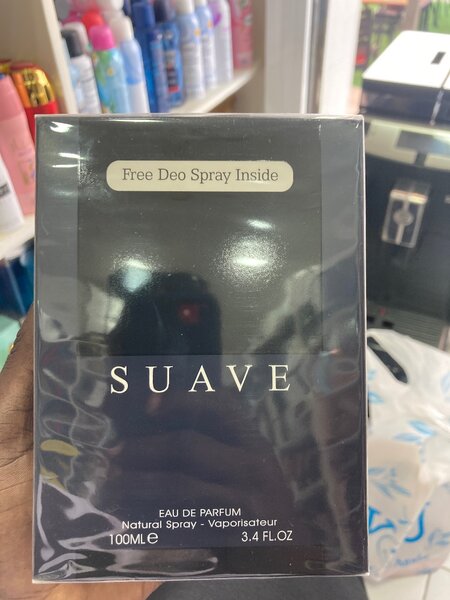 Free Deo Spray Inside
SUAVE
EAU DE PARFUM
Natural Spray - Vaporisateur
100MLe 3.4 FL.OZ